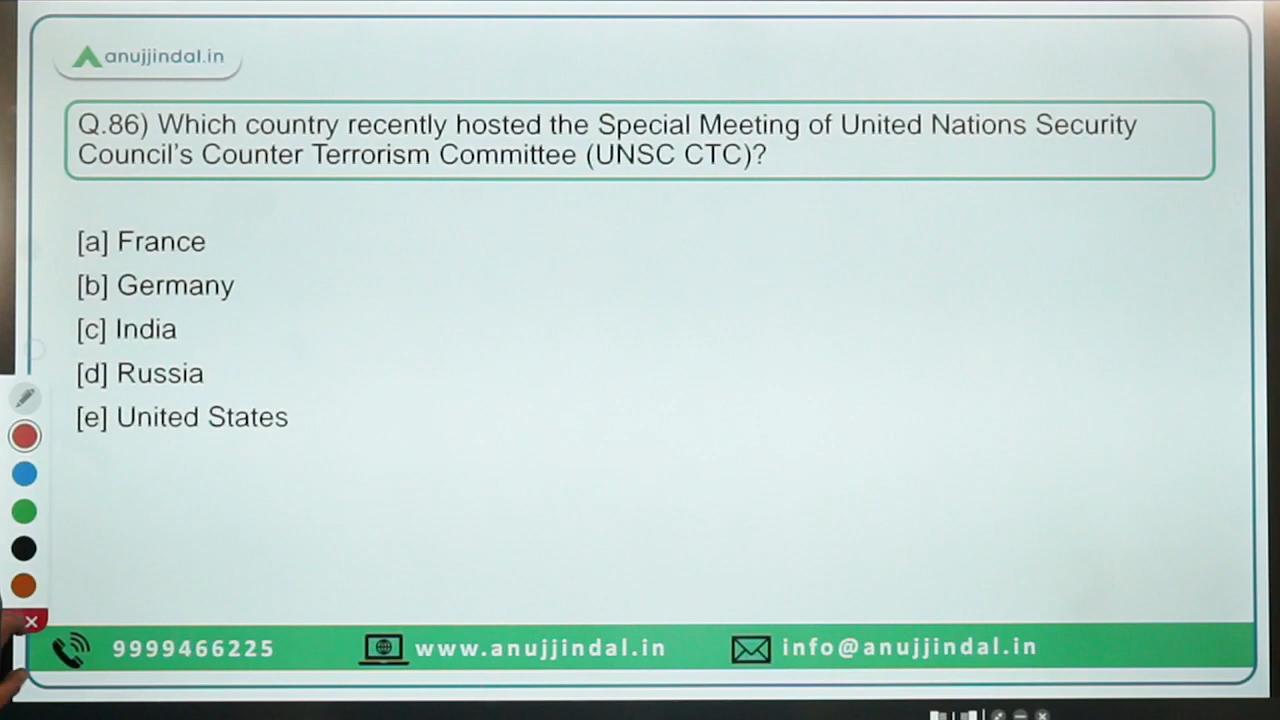 anujjindal.in
Q.86) Which country recently hosted the Special Meeting of United Nations Security
Council's Counter Terrorism Committee (UNSC CTC)?
[a] France
[b] Germany
[c] India
[d] Russia
[e] United States
9999466225
www.anujjindal.in
info@anujjindal.in